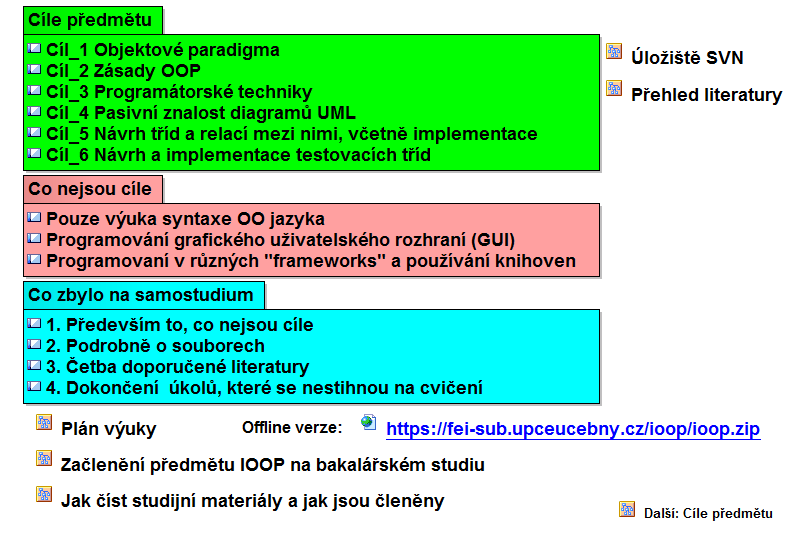 Cíle předmětu
Cíl_1 Objektové paradigma
Cíl_2 Zásady OOP
Cíl_3 Programátorské techniky
Cíl_4 Pasivní znalost diagramů UML
Cíl_5 Návrh tříd a relací mezi nimi, včetně implementace
Cíl_6 Návrh a implementace testovacích tříd
Úložiště SVN
Přehled literatury
Co nejsou cíle
Pouze výuka syntaxe OO jazyka
Programování grafického uživatelského rozhraní (GUI)
Programovaní v různých "frameworks" a používání knihoven
Co zbylo na samostudium
1. Především to, co nejsou cíle
2. Podrobně o souborech
3. Četba doporučené literatury
4. Dokončení  úkolů, které se nestihnou na cvičení
Plán výuky
Offline verze: https://fei-sub.upceucebny.cz/ioop/ioop.zip
Začlenění předmětu IOOP na bakalářském studiu
Jak číst studijní materiály a jak jsou členěny
Další: Cíle předmětu